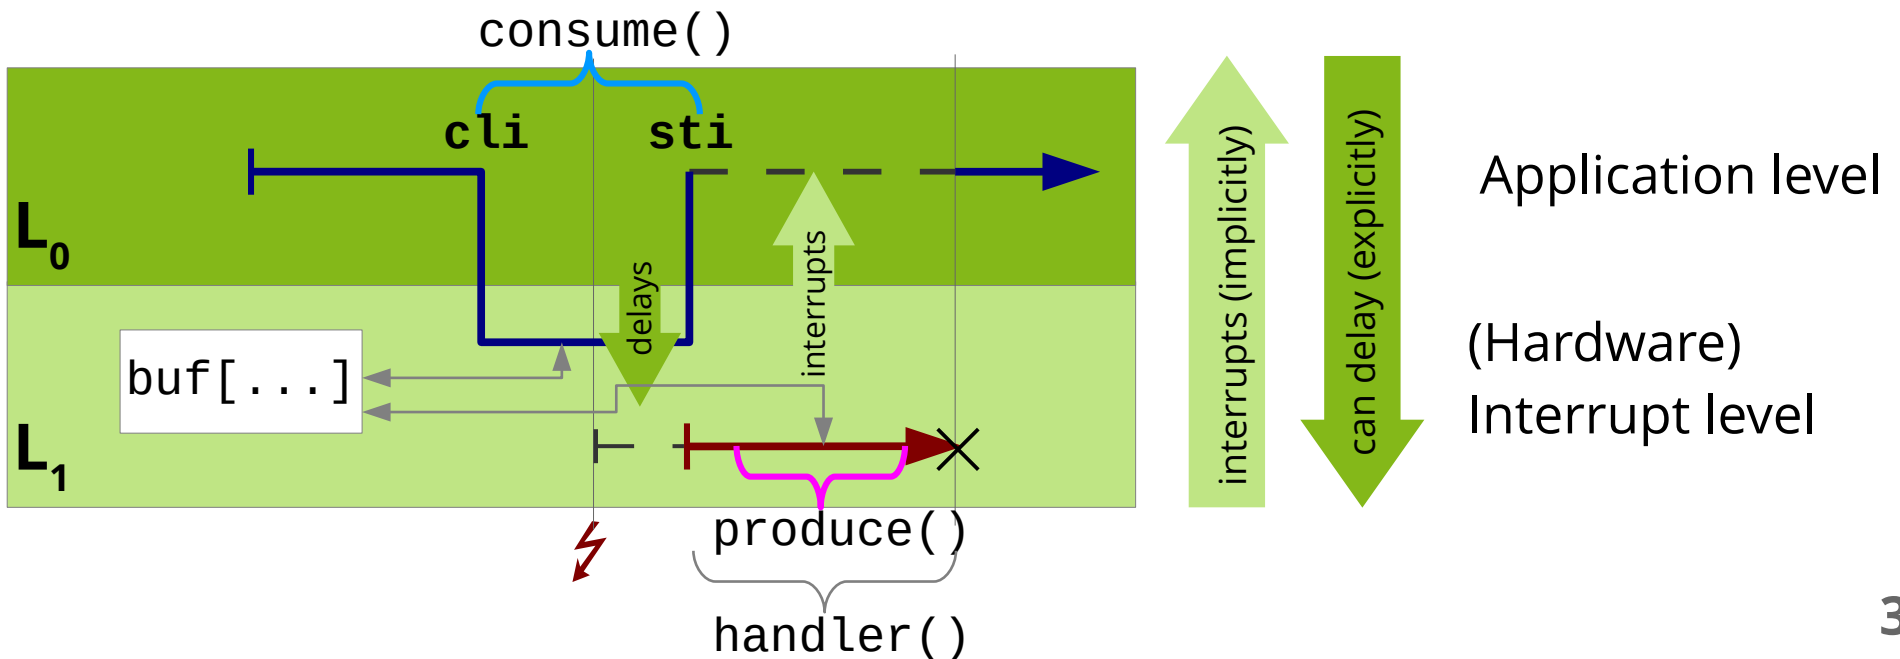 consume()
cli
sti
L0
delays
interrupts
interrupts (implicitly)
can delay (explicitly)
Application level
(Hardware)
Interrupt level
buf[...]
L1
produce()
handler()
3